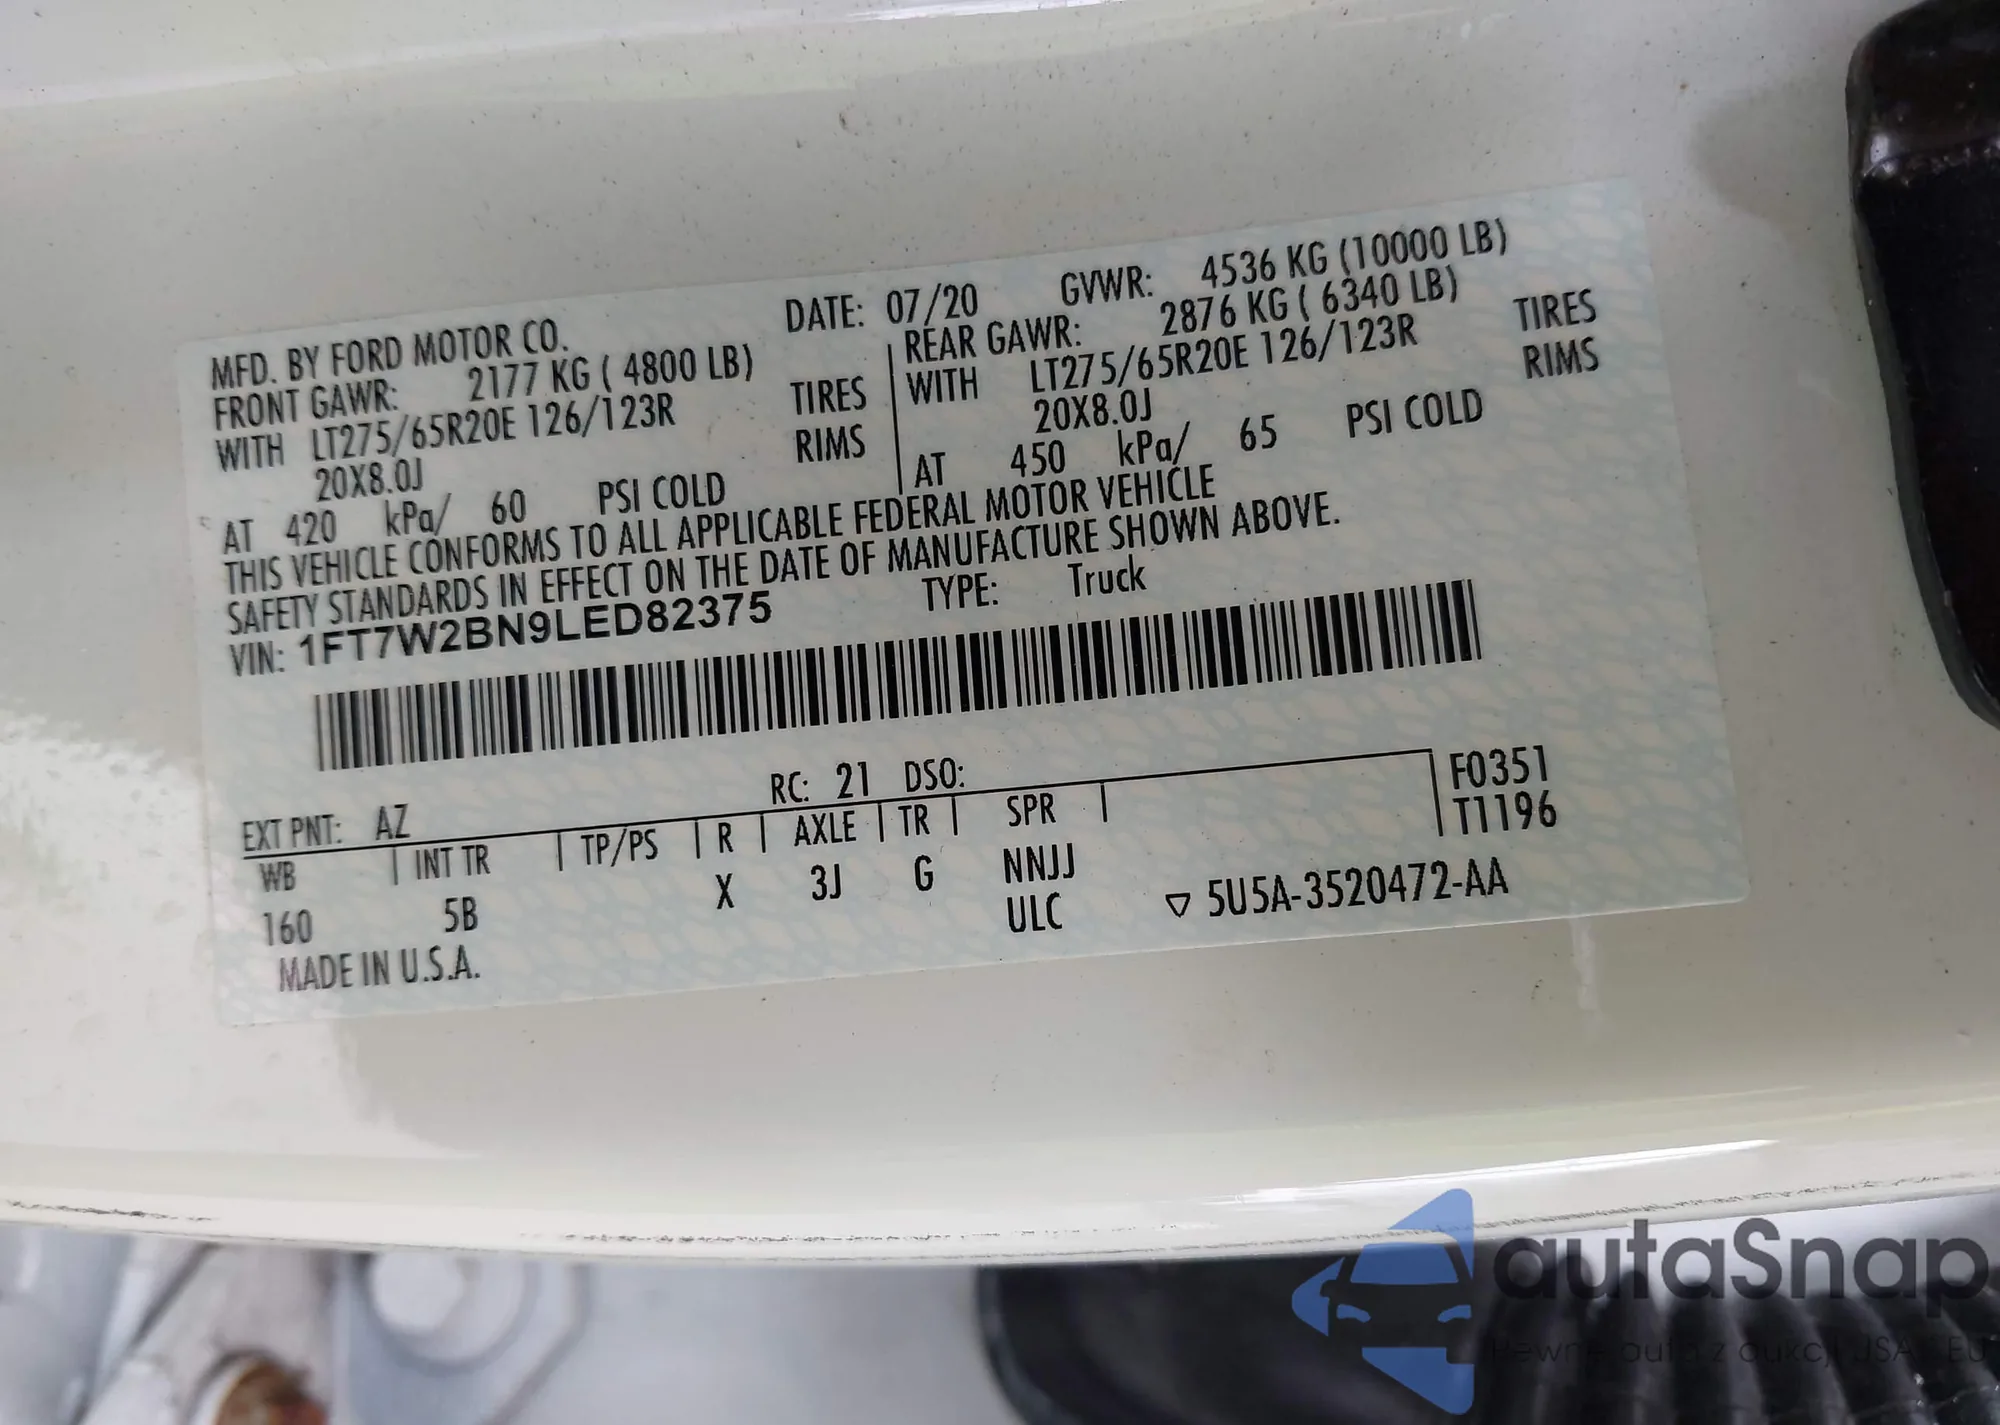 MFD. BY FORD MOTOR CO.
DATE: 07/20
GVWR: 4536 KG (10000 LB)
FRONT GAWR: 2177 KG ( 4800 LB)
WITH LT275/65R20E 126/123R TIRES
20X8.0J RIMS
AT 420 kPa/ 60 PSI COLD
REAR GAWR: 2876 KG ( 6340 LB)
WITH LT275/65R20E 126/123R TIRES
20X8.0J RIMS
AT 450 kPa/ 65 PSI COLD
THIS VEHICLE CONFORMS TO ALL APPLICABLE FEDERAL MOTOR VEHICLE
SAFETY STANDARDS IN EFFECT ON THE DATE OF MANUFACTURE SHOWN ABOVE.
VIN: 1FT7W2BN9LED82375 TYPE: Truck
EXT PNT: AZ RC: 21 DSO:
WB INT TR TP/PS R AXLE TR SPR
160 5B X 3J G NNJJ
ULC
F0351
T1196
5U5A-3520472-AA
MADE IN U.S.A.
autaSnap
Pewne auta z aukcji USA i EU